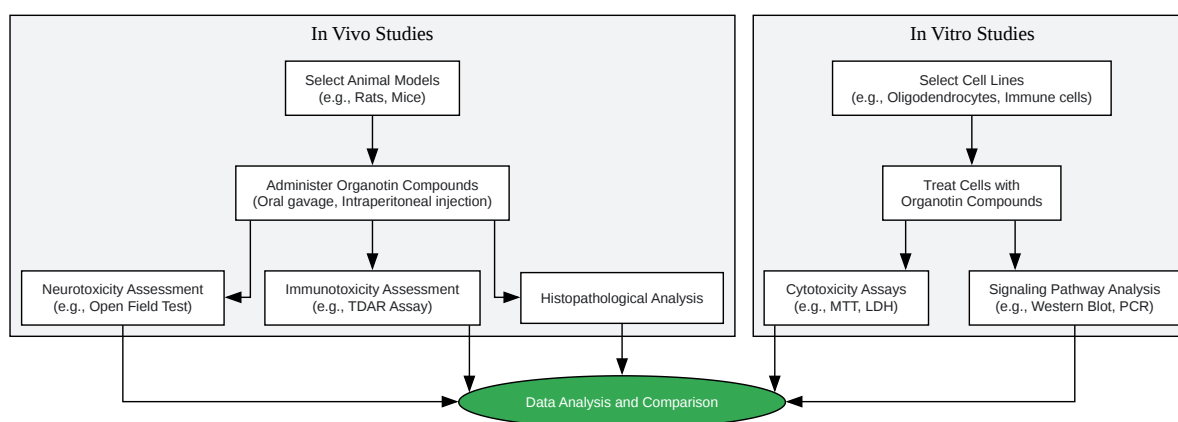 In Vivo Studies
Select Animal Models
(e.g., Rats, Mice)
Administer Organotin Compounds
(Oral gavage, Intraperitoneal injection)
Neurotoxicity Assessment
(e.g., Open Field Test)
Immunotoxicity Assessment
(e.g., TDAR Assay)
Histopathological Analysis
In Vitro Studies
Select Cell Lines
(e.g., Oligodendrocytes, Immune cells)
Treat Cells with
Organotin Compounds
Cytotoxicity Assays
(e.g., MTT, LDH)
Signaling Pathway Analysis
(e.g., Western Blot, PCR)
Data Analysis and Comparison